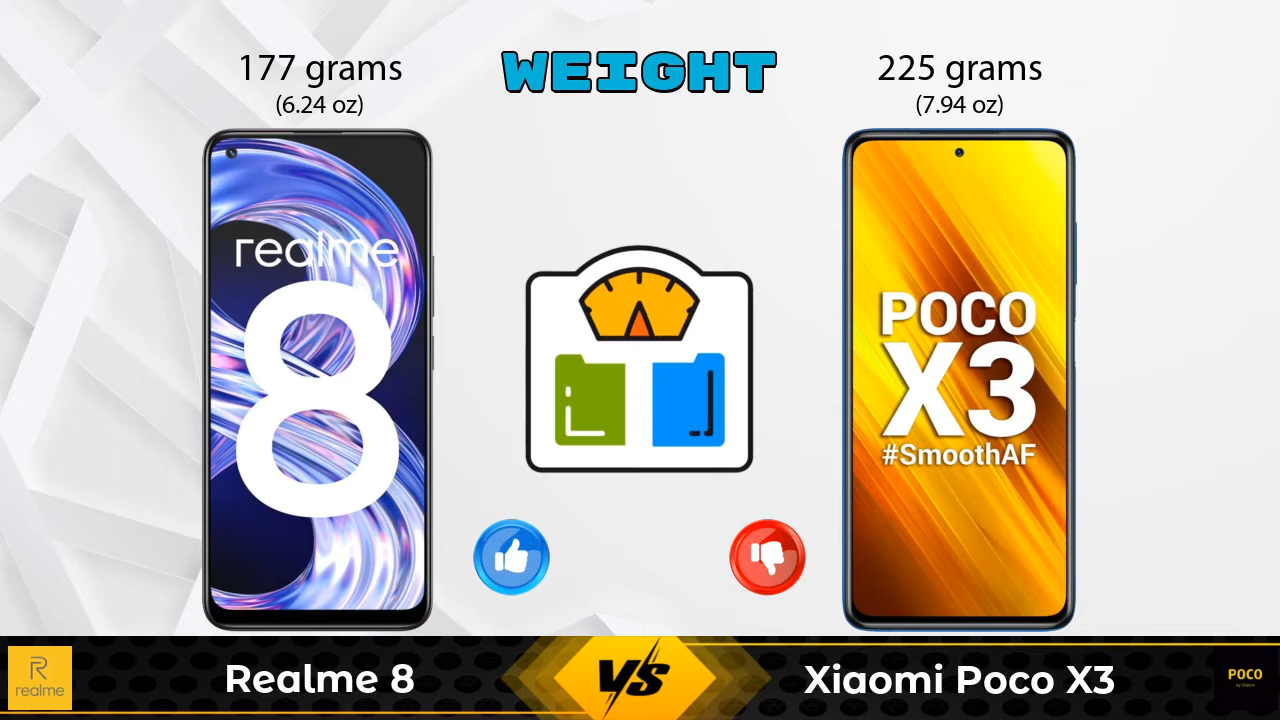 WEIGHT
177 grams
(6.24 oz)
225 grams
(7.94 oz)
realme
8
POCO
X3
#SmoothAF
R
realme
Realme 8
VS
Xiaomi Poco X3
POCO